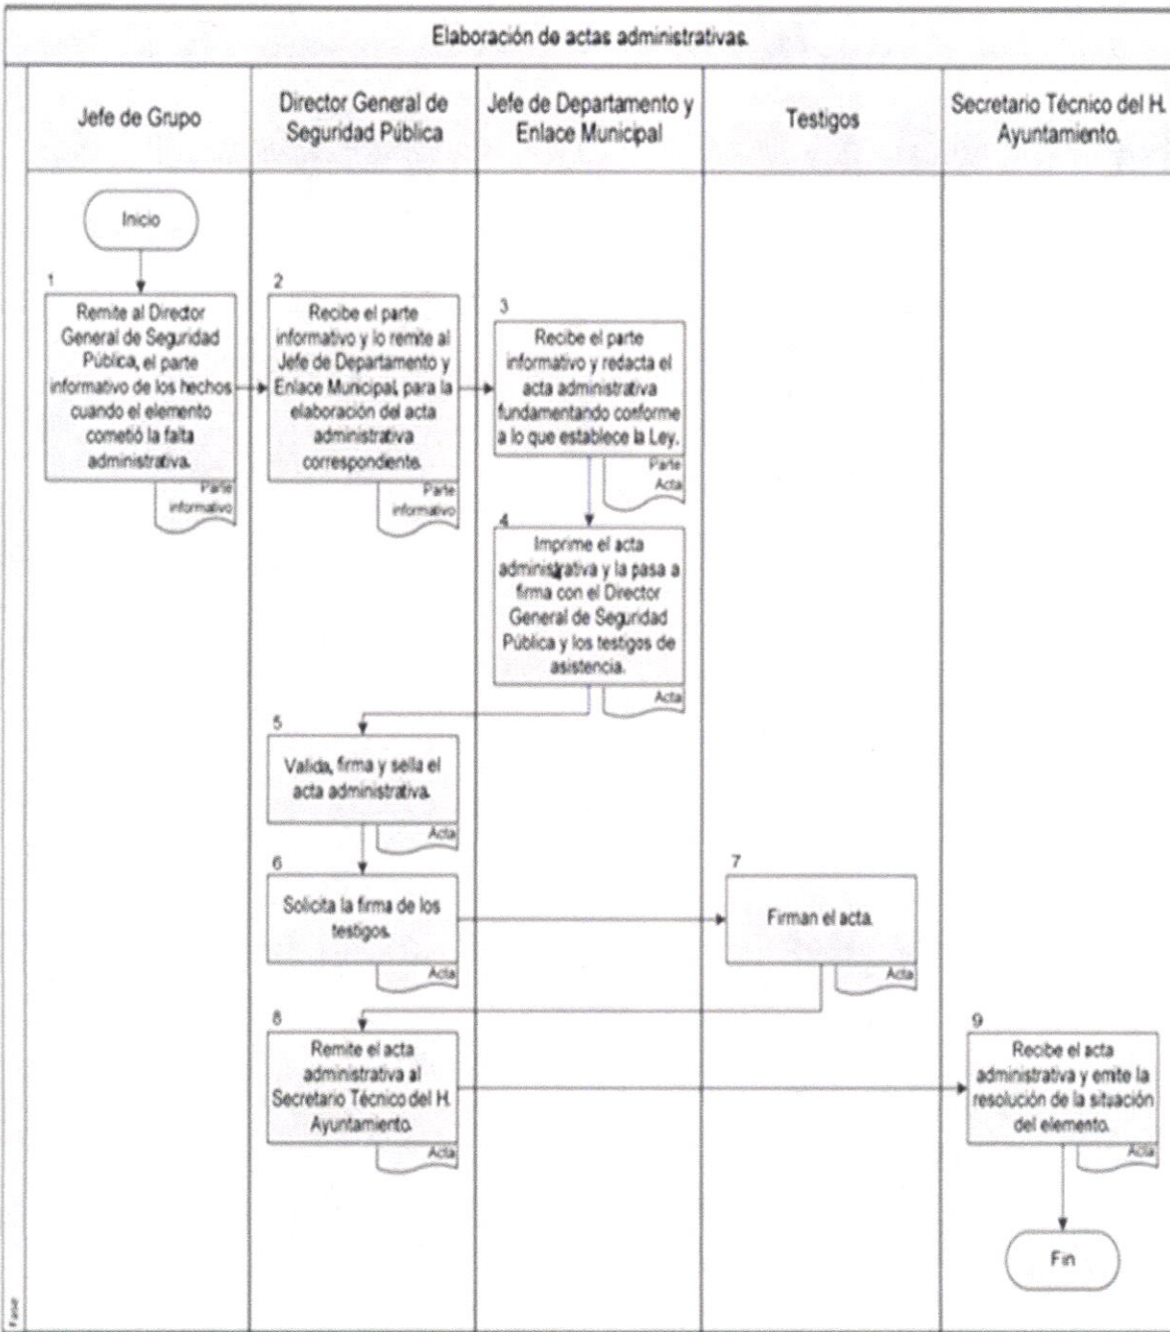 Elaboración de actas administrativas.
Jefe de Grupo
Director General de
Seguridad Pública
Jefe de Departamento y
Enlace Municipal
Testigos
Secretario Técnico del H.
Ayuntamiento.
Inicio
1
Remite al Director
General de Seguridad
Pública, el parte
informativo de los hechos
cuando el elemento
cometió la falta
administrativa.
Parte
informativo
2
Recibe el parte
informativo y lo remite al
Jefe de Departamento y
Enlace Municipal, para la
elaboración del acta
administrativa
correspondiente.
Parte
informativo
3
Recibe el parte
informativo y redacta el
acta administrativa
fundamentando conforme
a lo que establece la Ley.
Parte
Acta
4
Imprime el acta
administrativa y la pasa a
firma con el Director
General de Seguridad
Pública y los testigos de
asistencia.
Acta
5
Valida, firma y sella el
acta administrativa.
Acta
6
Solicita la firma de los
testigos.
Acta
7
Firman el acta.
Acta
8
Remite el acta
administrativa al
Secretario Técnico del H.
Ayuntamiento.
Acta
9
Recibe el acta
administrativa y emite la
resolución de la situación
del elemento.
Acta
Fin
Fase